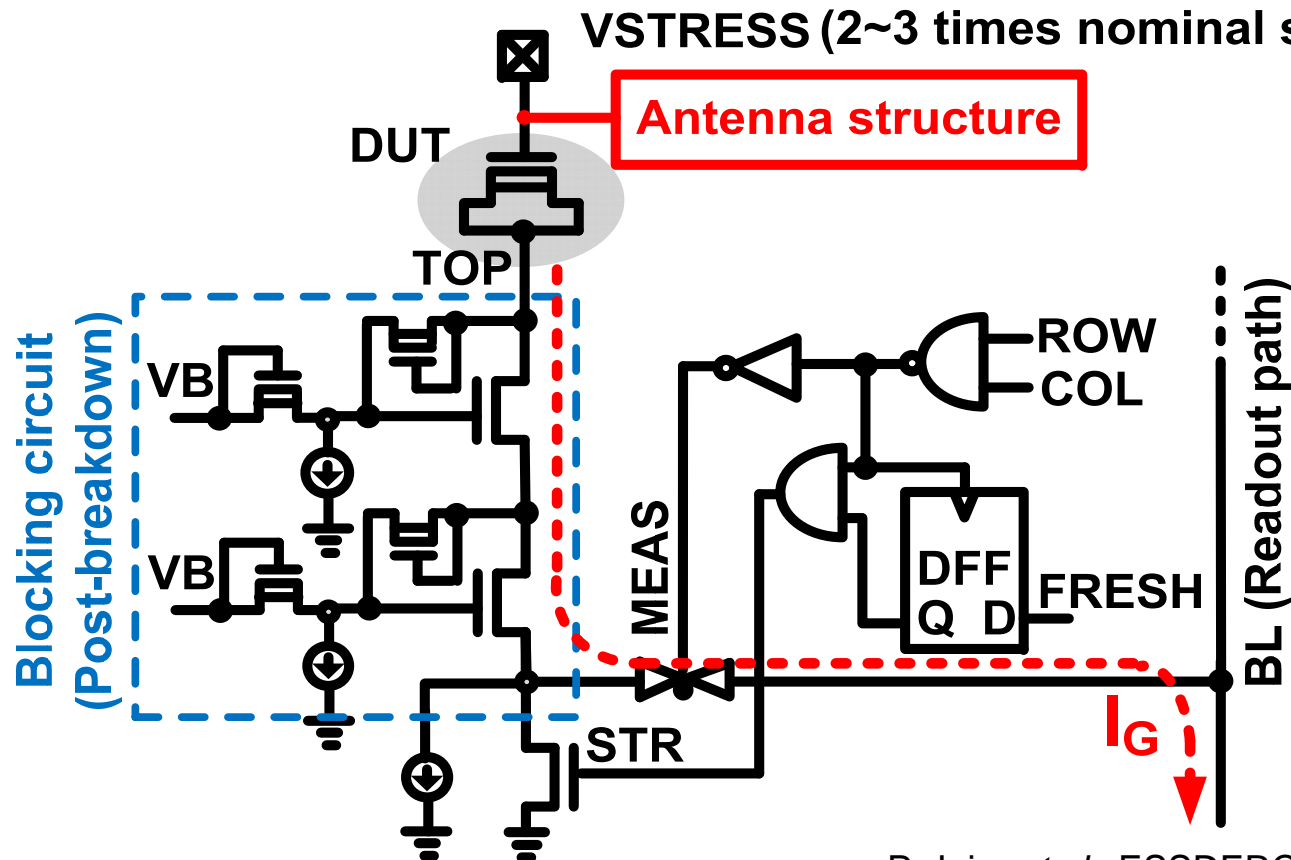 VSTRESS (2~3 times nominal s
Antenna structure
DUT
TOP
Blocking circuit
(Post-breakdown)
VB
VB
ROW
COL
MEAS
DFF
Q D
FRESH
STR
IG
BL (Readout path)